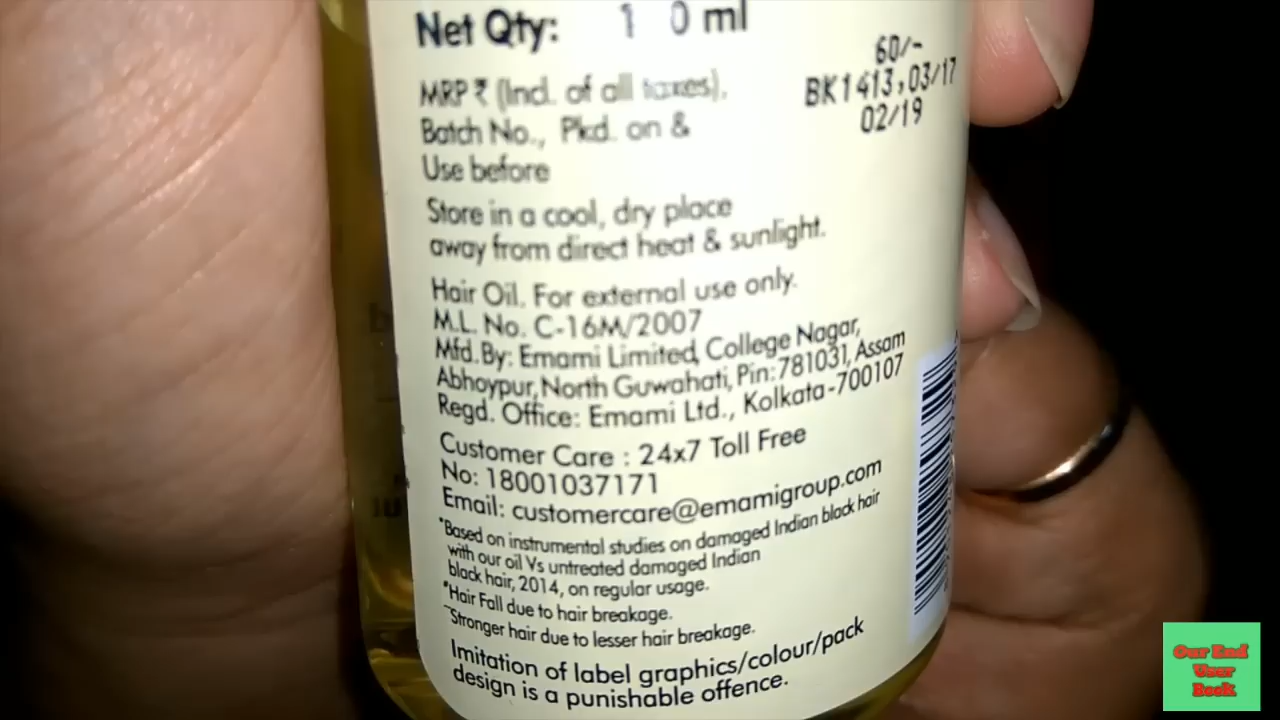 Net Qty: 1 0 ml
60/-
MRP ₹ (Incl. of all taxes),
BK1413,03/17
Batch No., Pkd. on &
02/19
Use before
Store in a cool, dry place
away from direct heat & sunlight.
Hair Oil. For external use only.
M.L. No. C-16M/2007
Mfd.By: Emami Limited, College Nagar,
Abhoypur, North Guwahati, Pin:781031, Assam
Regd. Office: Emami Ltd., Kolkata-700107
Customer Care : 24x7 Toll Free
No: 18001037171
Email: customercare@emamigroup.com
*Based on instrumental studies on damaged Indian black hair
with our oil Vs untreated damaged Indian
black hair, 2014, on regular usage.
*Hair Fall due to hair breakage.
~Stronger hair due to lesser hair breakage.
Imitation of label graphics/colour/pack
design is a punishable offence.
Our End
User
Book